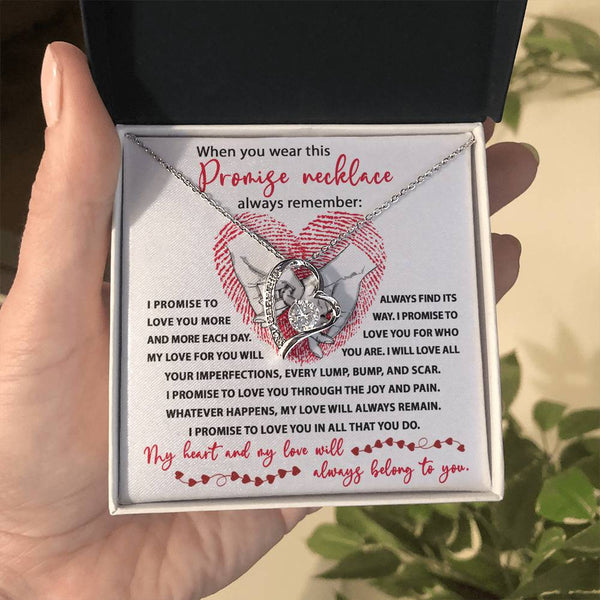 When you wear this
Promise necklace
always remember:
I PROMISE TO
LOVE YOU MORE
AND MORE EACH DAY.
MY LOVE FOR YOU WILL
ALWAYS FIND ITS
WAY. I PROMISE TO
LOVE YOU FOR WHO
YOU ARE. I WILL LOVE ALL
YOUR IMPERFECTIONS, EVERY LUMP, BUMP, AND SCAR.
I PROMISE TO LOVE YOU THROUGH THE JOY AND PAIN.
WHATEVER HAPPENS, MY LOVE WILL ALWAYS REMAIN.
I PROMISE TO LOVE YOU IN ALL THAT YOU DO.
My heart and my love will
always belong to you.